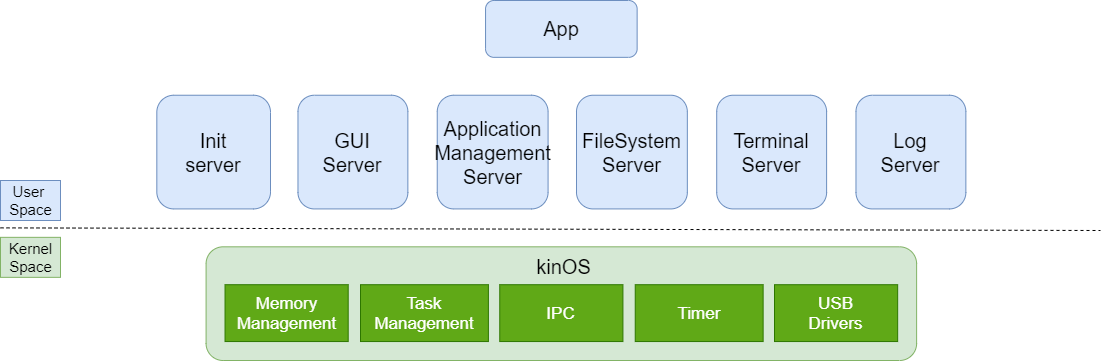 App
Init
server
GUI
Server
Application
Management
Server
FileSystem
Server
Terminal
Server
Log
Server
User
Space
Kernel
Space
kinOS
Memory
Management
Task
Management
IPC
Timer
USB
Drivers